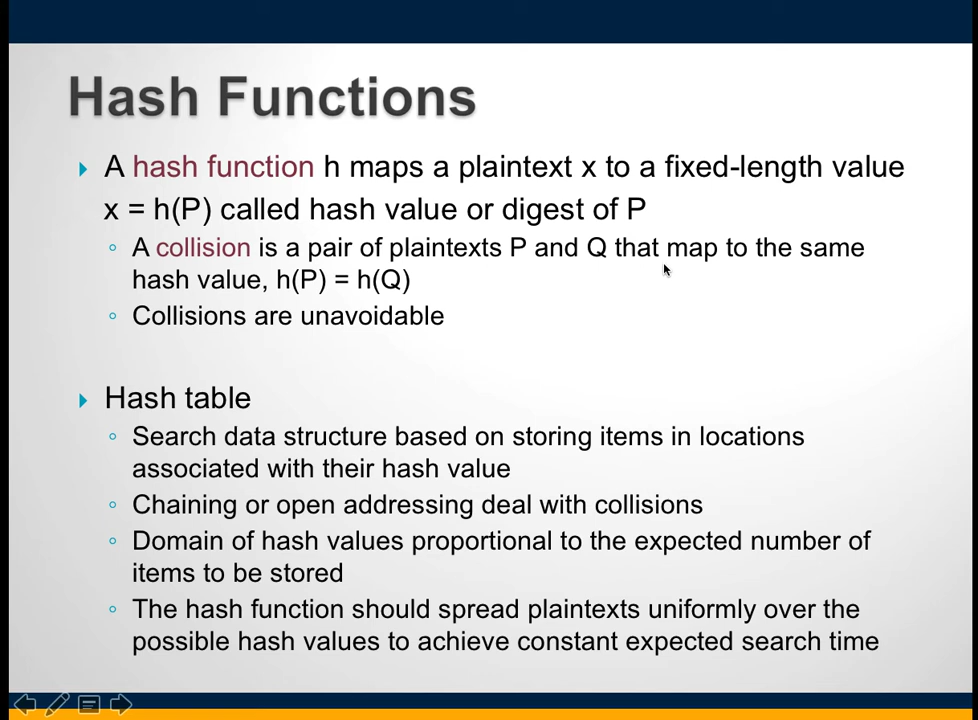 Hash Functions
A hash function h maps a plaintext x to a fixed-length value
x = h(P) called hash value or digest of P
A collision is a pair of plaintexts P and Q that map to the same
hash value, h(P) = h(Q)
Collisions are unavoidable
Hash table
Search data structure based on storing items in locations
associated with their hash value
Chaining or open addressing deal with collisions
Domain of hash values proportional to the expected number of
items to be stored
The hash function should spread plaintexts uniformly over the
possible hash values to achieve constant expected search time